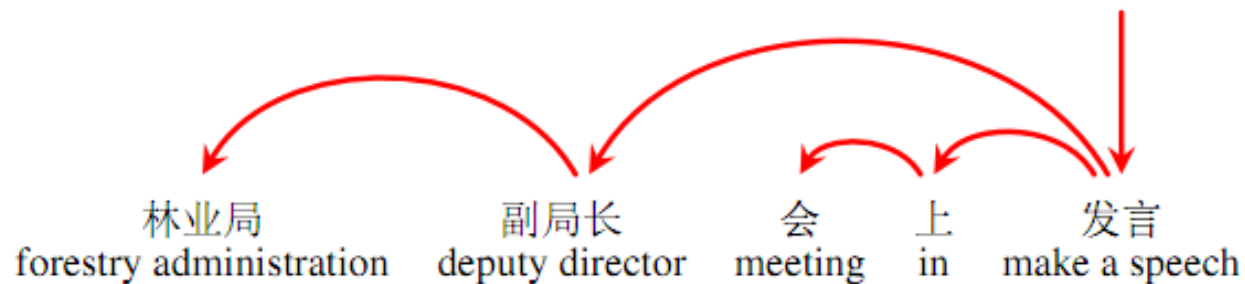 林业局 副局长 会 上 发言
forestry administration deputy director meeting in make a speech